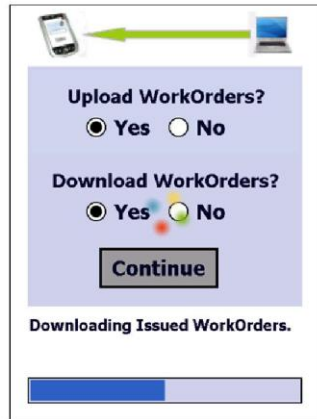 Upload WorkOrders?
Yes No
Download WorkOrders?
Yes No
Continue
Downloading Issued WorkOrders.